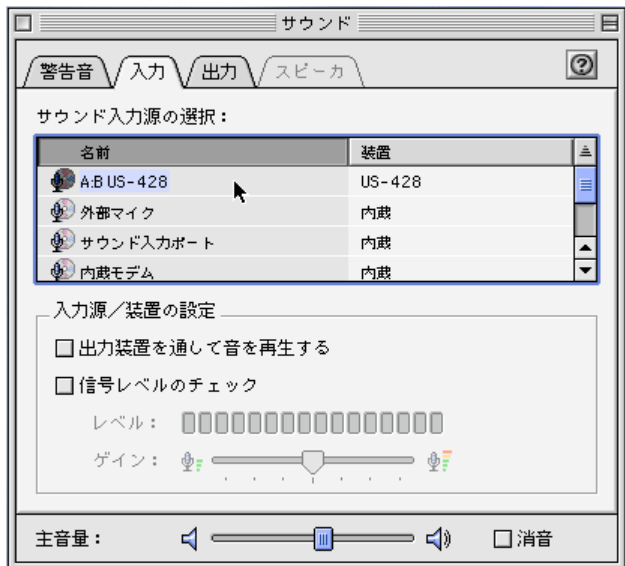 サウンド
警告音 入力 出力 スピーカ
サウンド入力源の選択：
名前 装置
A:B US-428 US-428
外部マイク 内蔵
サウンド入力ポート 内蔵
内蔵モデム 内蔵
入力源／装置の設定
出力装置を通して音を再生する
信号レベルのチェック
レベル：
ゲイン：
主音量： 消音